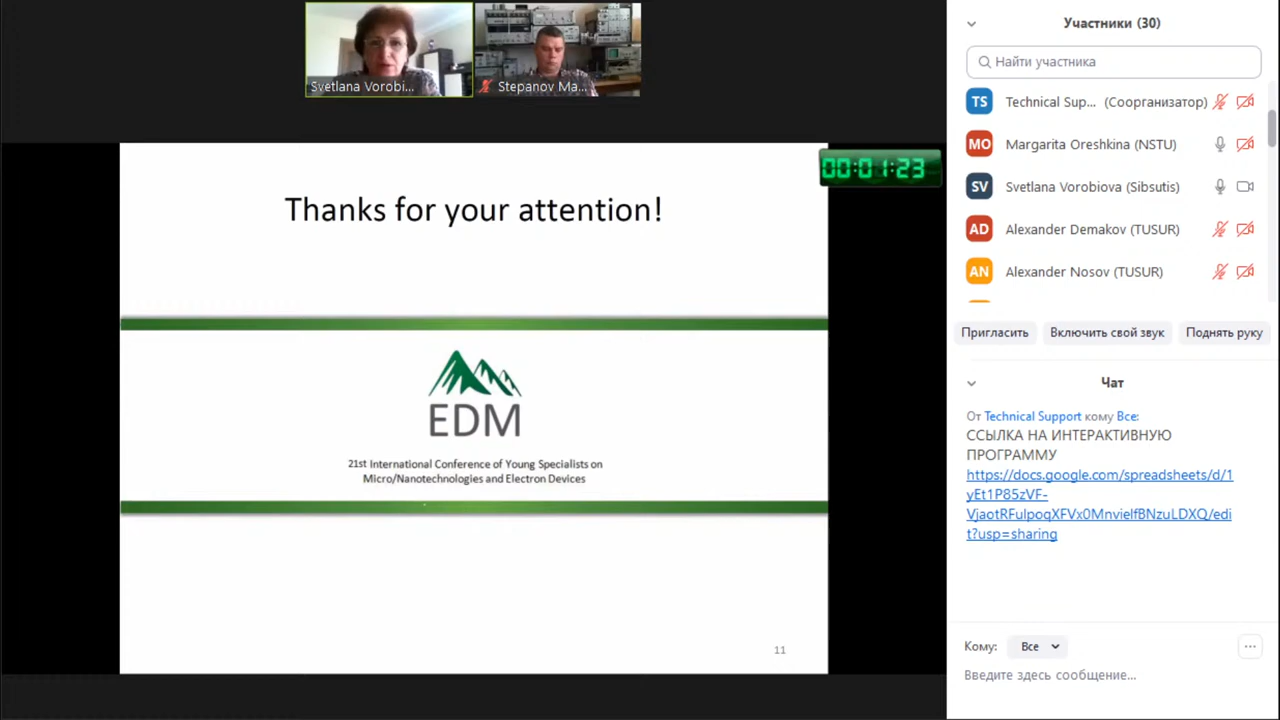 Svetlana Vorobi...
Stepanov Ma...
00:01:23
Thanks for your attention!
EDM
21st International Conference of Young Specialists on
Micro/Nanotechnologies and Electron Devices
11
Участники (30)
Найти участника
TS Technical Sup... (Соорганизатор)
MO Margarita Oreshkina (NSTU)
SV Svetlana Vorobiova (Sibsutis)
AD Alexander Demakov (TUSUR)
AN Alexander Nosov (TUSUR)
Пригласить Включить свой звук Поднять руку
Чат
От Technical Support кому Все:
ССЫЛКА НА ИНТЕРАКТИВНУЮ
ПРОГРАММУ
https://docs.google.com/spreadsheets/d/1
yEt1P85zVF-
VjaotRFulpoqXFVx0MnvielfBNzuLDXQ/edi
t?usp=sharing
Кому: Все
Введите здесь сообщение...